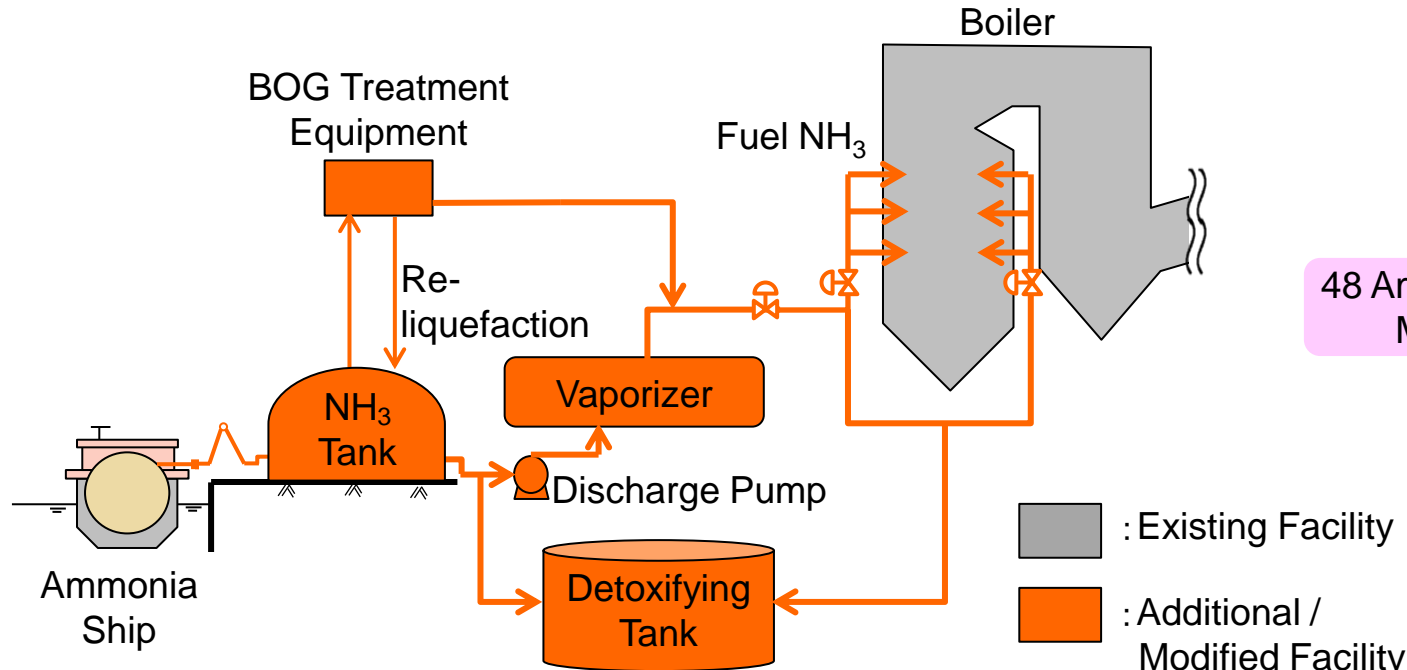 Boiler
BOG Treatment
Equipment
Fuel NH₃
Re-
liquefaction
NH₃
Tank
Vaporizer
Discharge Pump
Detoxifying
Tank
Ammonia
Ship
48
: Existing Facility
: Additional /
Modified Facility